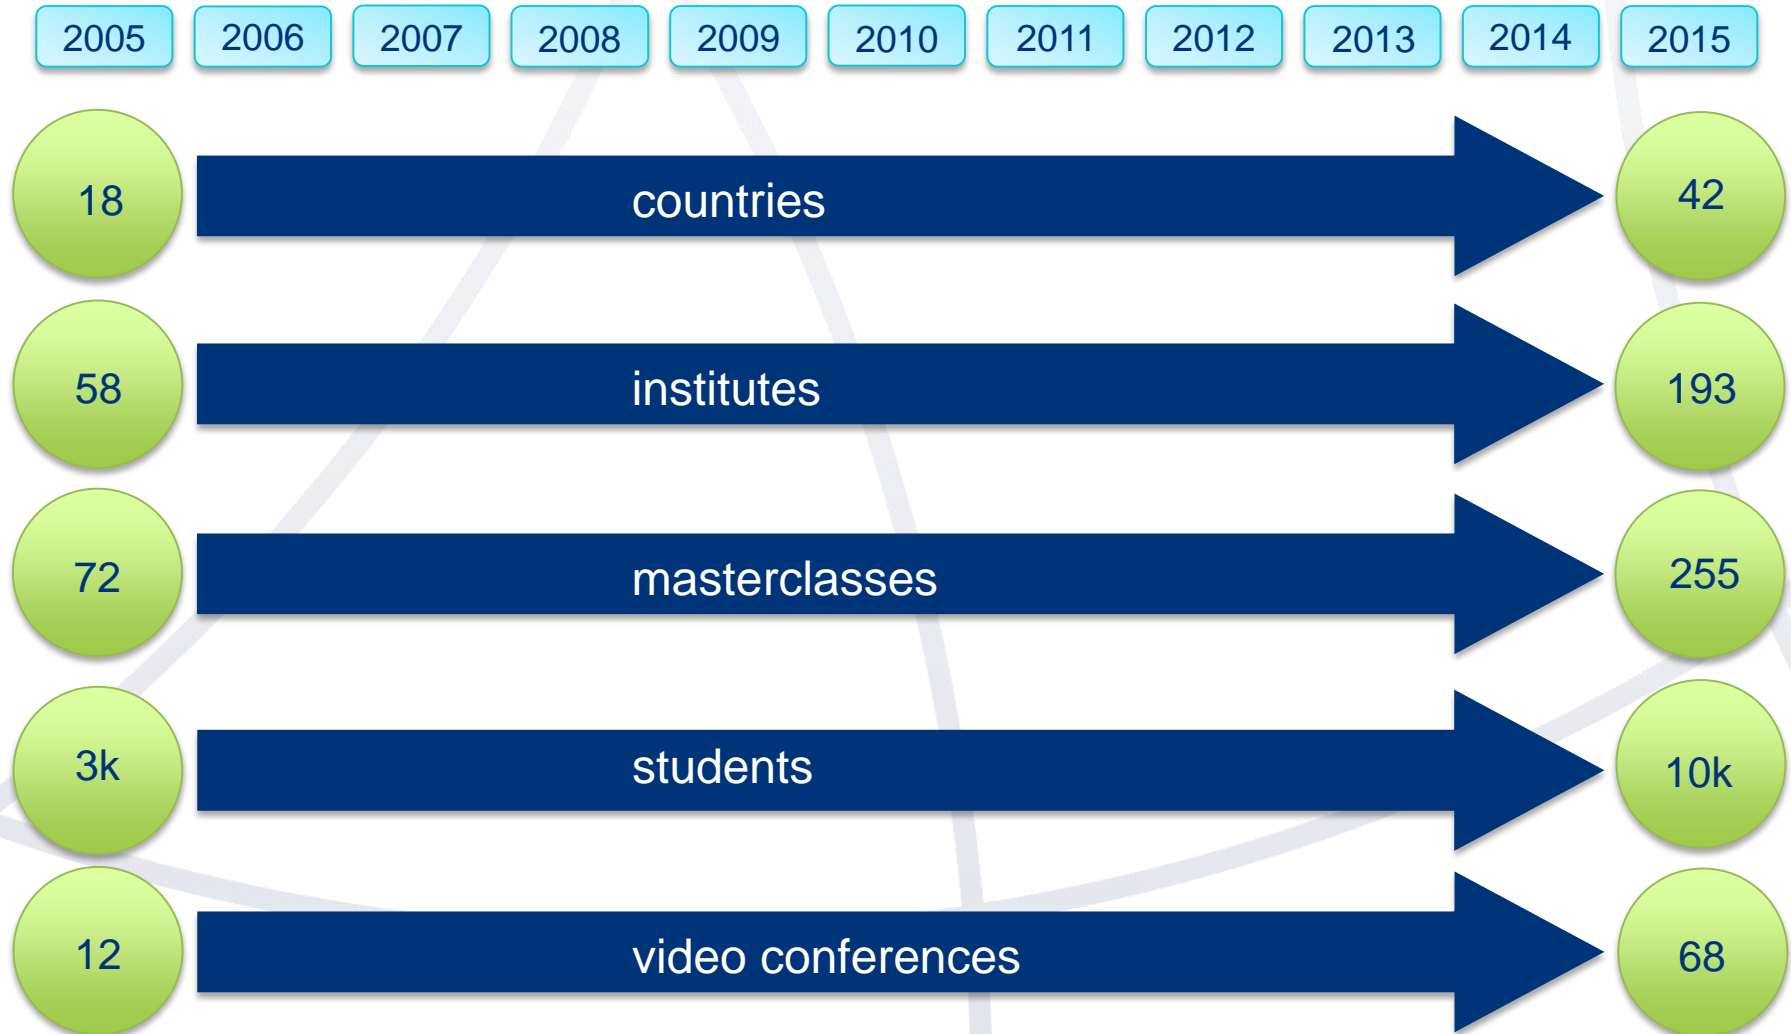 2005 2006 2007 2008 2009 2010 2011 2012 2013 2014 2015
18 countries 42
58 institutes 193
72 masterclasses 255
3k students 10k
12 video conferences 68